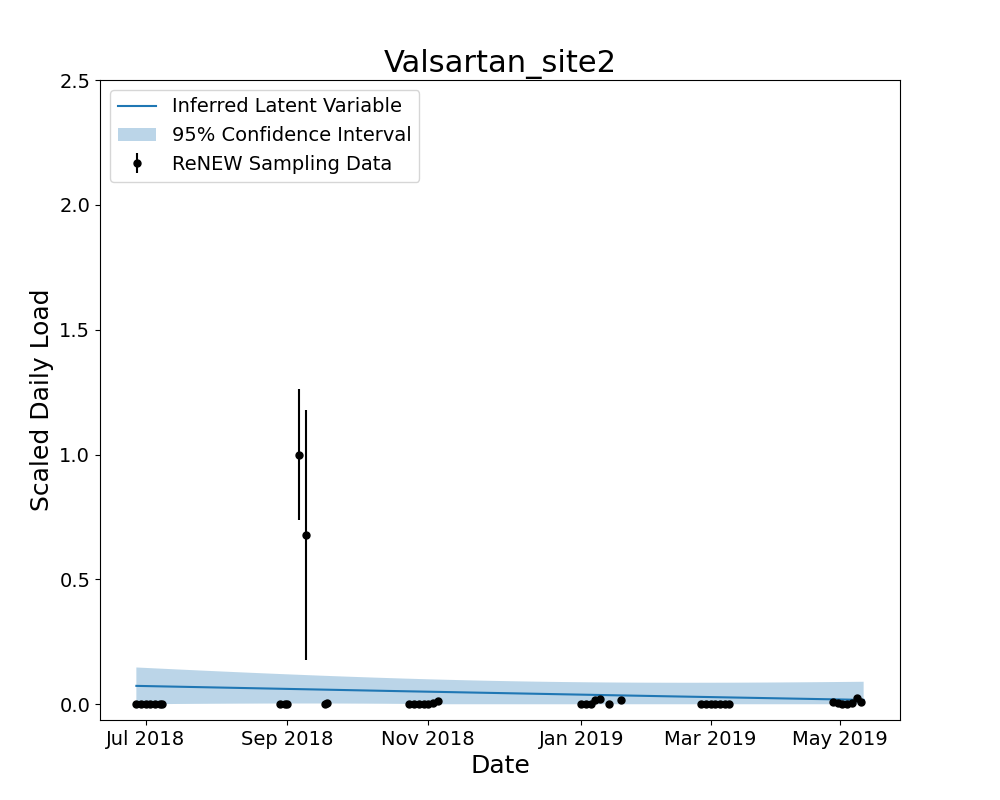 Valsartan_site2
2.5
2.0
1.5
1.0
0.5
0.0
Scaled Daily Load
Inferred Latent Variable
95% Confidence Interval
ReNEW Sampling Data
Jul 2018 Sep 2018 Nov 2018 Jan 2019 Mar 2019 May 2019
Date